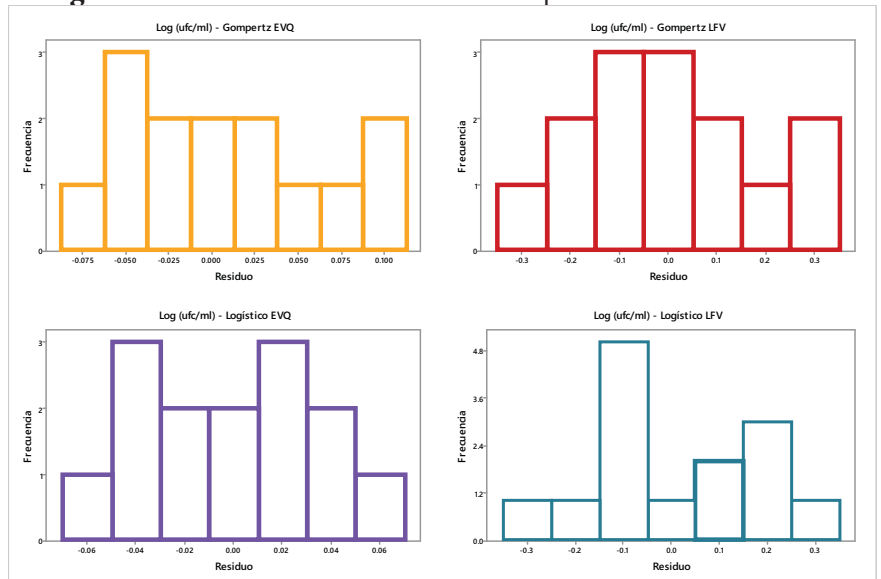 Log (ufc/ml) - Gompertz EVQ
3
2
1
0
Frecuencia
-0.075 -0.050 -0.025 0.000 0.025 0.050 0.075 0.100
Residuo
Log (ufc/ml) - Gompertz LFV
3
2
1
0
Frecuencia
-0.3 -0.2 -0.1 0.0 0.1 0.2 0.3
Residuo
Log (ufc/ml) - Logístico EVQ
3
2
1
0
Frecuencia
-0.06 -0.04 -0.02 0.00 0.02 0.04 0.06
Residuo
Log (ufc/ml) - Logístico LFV
4.8
3.6
2.4
1.2
0.0
Frecuencia
-0.3 -0.2 -0.1 0.0 0.1 0.2 0.3
Residuo